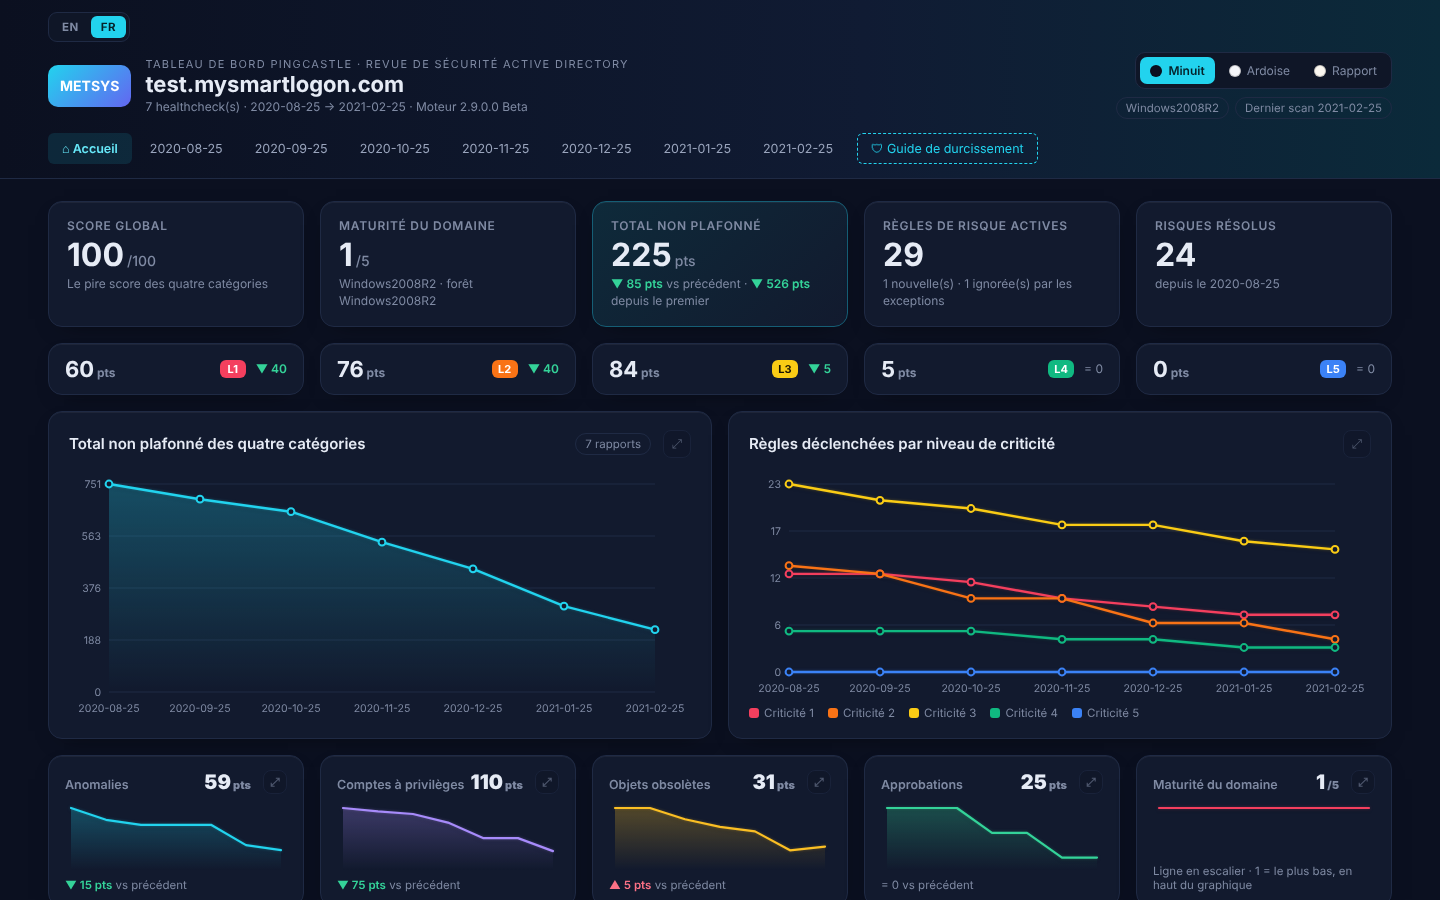 EN FR
METSYS
TABLEAU DE BORD PINGCASTLE · REVUE DE SÉCURITÉ ACTIVE DIRECTORY
test.mysmartlogon.com
7 healthcheck(s) · 2020-08-25 → 2021-02-25 · Moteur 2.9.0.0 Beta
Minuit Ardoise Rapport
Windows2008R2 Dernier scan 2021-02-25
⌂ Accueil 2020-08-25 2020-09-25 2020-10-25 2020-11-25 2020-12-25 2021-01-25 2021-02-25 Guide de durcissement
SCORE GLOBAL
100 /100
Le pire score des quatre catégories
MATURITÉ DU DOMAINE
1 /5
Windows2008R2 · forêt
Windows2008R2
TOTAL NON PLAFONNÉ
225 pts
▼ 85 pts vs précédent · ▼ 526 pts
depuis le premier
RÈGLES DE RISQUE ACTIVES
29
1 nouvelle(s) · 1 ignorée(s) par les
exceptions
RISQUES RÉSOLUS
24
depuis le 2020-08-25
60 pts L1 ▼ 40
76 pts L2 ▼ 40
84 pts L3 ▼ 5
5 pts L4 = 0
0 pts L5 = 0
Total non plafonné des quatre catégories 7 rapports
751
563
376
188
0
2020-08-25 2020-09-25 2020-10-25 2020-11-25 2020-12-25 2021-01-25 2021-02-25
Règles déclenchées par niveau de criticité
23
17
12
6
0
2020-08-25 2020-09-25 2020-10-25 2020-11-25 2020-12-25 2021-01-25 2021-02-25
Criticité 1 Criticité 2 Criticité 3 Criticité 4 Criticité 5
Anomalies 59 pts
▼ 15 pts vs précédent
Comptes à privilèges 110 pts
▼ 75 pts vs précédent
Objets obsolètes 31 pts
▲ 5 pts vs précédent
Approbations 25 pts
= 0 vs précédent
Maturité du domaine 1 /5
Ligne en escalier · 1 = le plus bas, en
haut du graphique